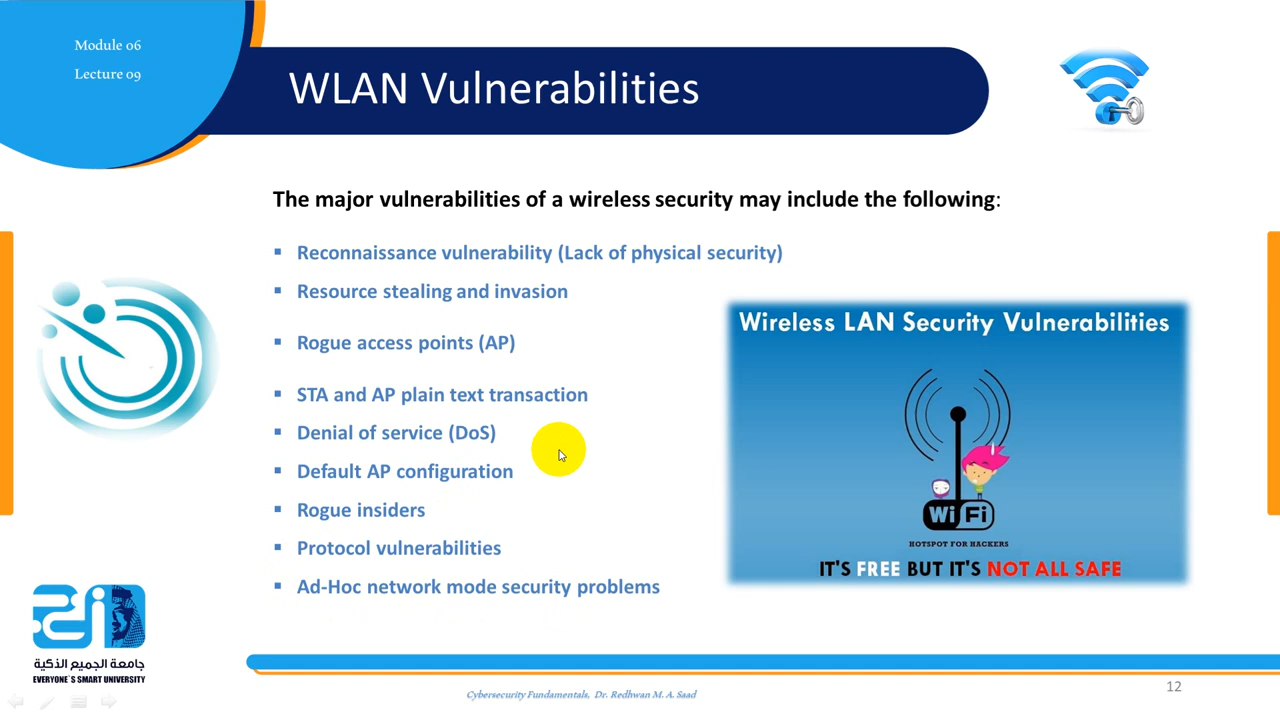 Module 06
Lecture 09
WLAN Vulnerabilities
The major vulnerabilities of a wireless security may include the following:
▪ Reconnaissance vulnerability (Lack of physical security)
▪ Resource stealing and invasion
▪ Rogue access points (AP)
▪ STA and AP plain text transaction
▪ Denial of service (DoS)
▪ Default AP configuration
▪ Rogue insiders
▪ Protocol vulnerabilities
▪ Ad-Hoc network mode security problems
Wireless LAN Security Vulnerabilities
Wi Fi
HOTSPOT FOR HACKERS
IT'S FREE BUT IT'S NOT ALL SAFE
جامعة الجميع الذكية
EVERYONE`S SMART UNIVERSITY
Cybersecurity Fundamentals, Dr. Redhwan M. A. Saad
12